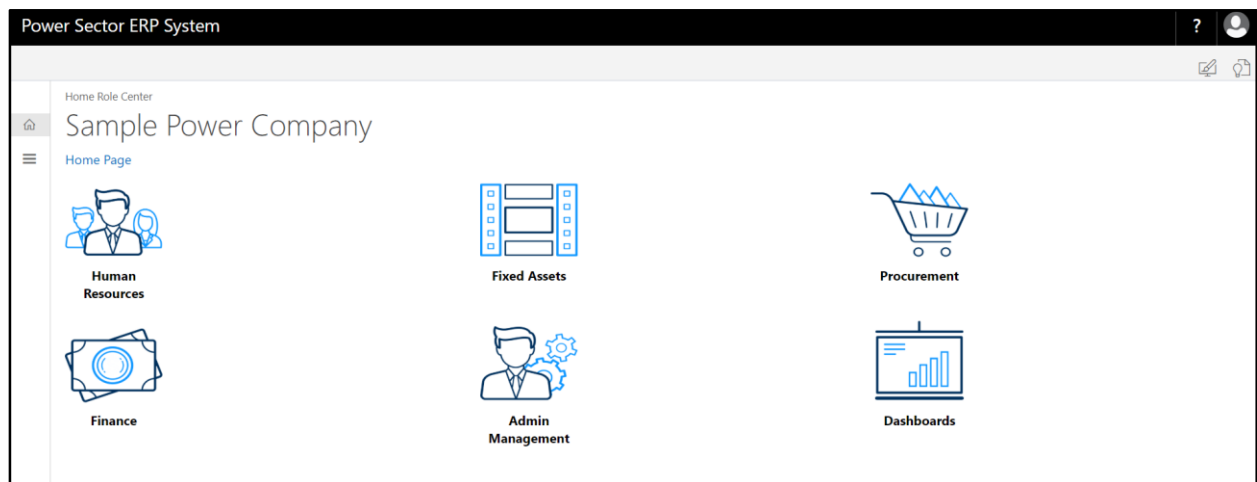 Power Sector ERP System
?
Home Role Center
Sample Power Company
Home Page
Human
Resources
Fixed Assets
Procurement
Finance
Admin
Management
Dashboards